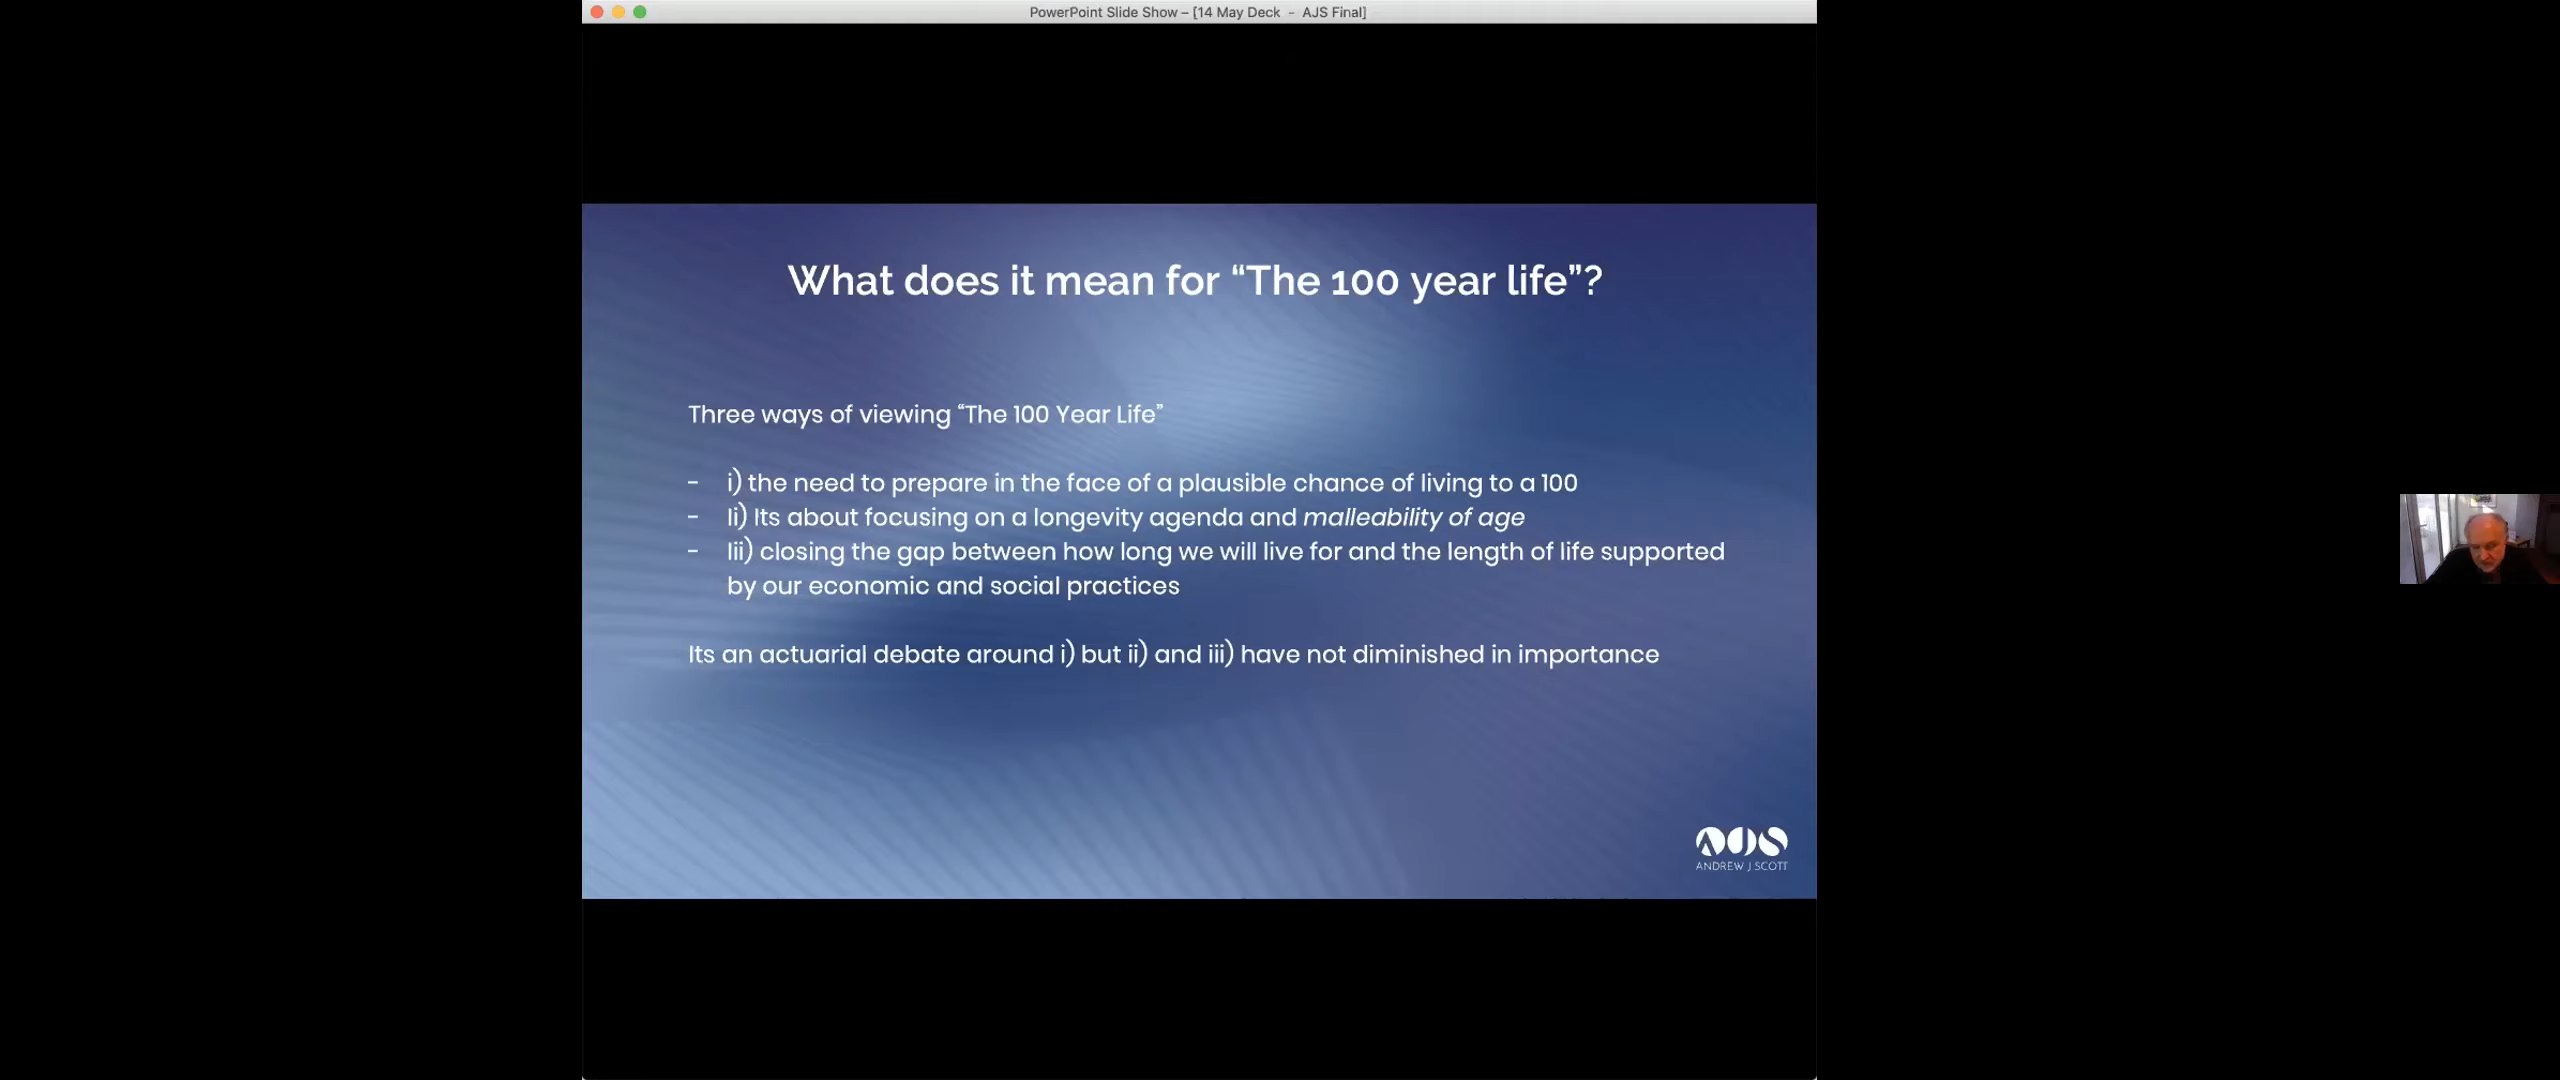 PowerPoint Slide Show – [14 May Deck  -  AJS Final]
What does it mean for “The 100 year life”?
Three ways of viewing “The 100 Year Life”
- i) the need to prepare in the face of a plausible chance of living to a 100
- Ii) Its about focusing on a longevity agenda and malleability of age
- Iii) closing the gap between how long we will live for and the length of life supported
by our economic and social practices
Its an actuarial debate around i) but ii) and iii) have not diminished in importance
AJS
ANDREW J SCOTT